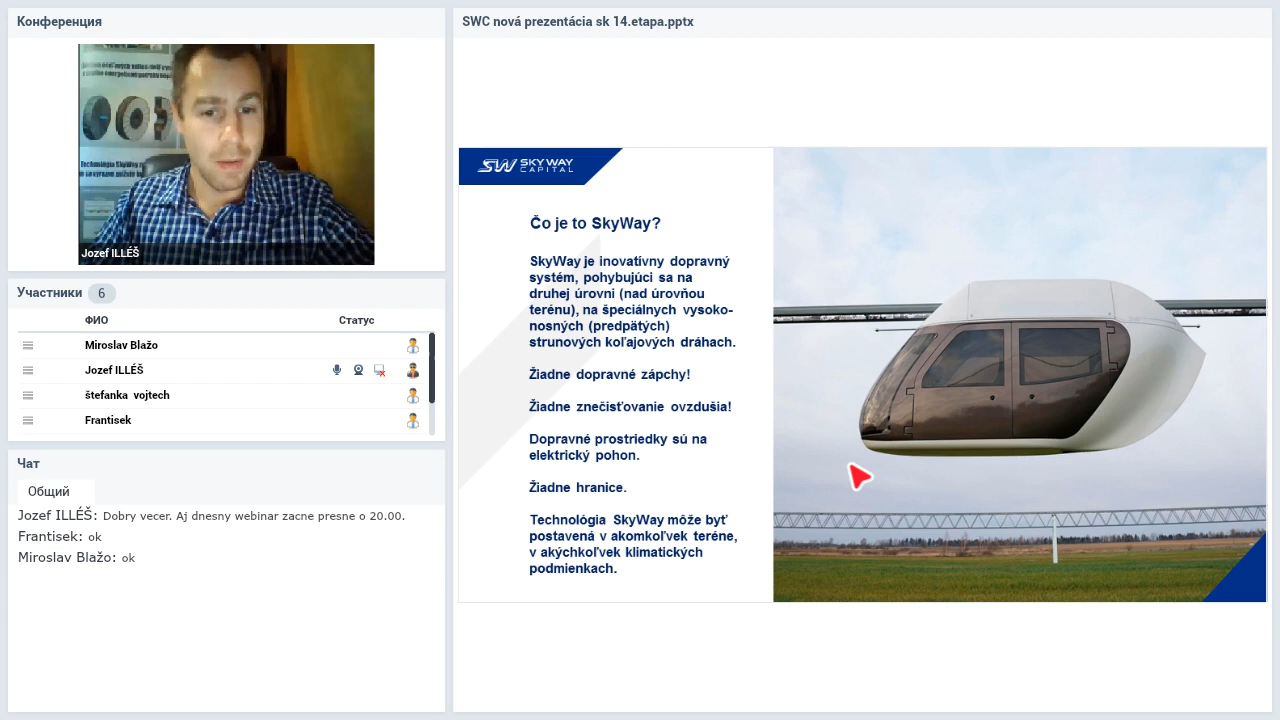 Конференция
Jozef ILLÉŠ
Участники 6
ФИО Статус
Miroslav Blažo
Jozef ILLÉŠ
štefanka vojtech
Frantisek
Чат
Общий
Jozef ILLÉŠ: Dobry vecer. Aj dnesny webinar zacne presne o 20.00.
Frantisek: ok
Miroslav Blažo: ok
SWC nová prezentácia sk 14.etapa.pptx
SW SKY WAY
CAPITAL
Čo je to SkyWay?
SkyWay je inovatívny dopravný
systém, pohybujúci sa na
druhej úrovni (nad úrovňou
terénu), na špeciálnych vysoko-
nosných (predpätých)
strunových koľajových dráhach.
Žiadne dopravné zápchy!
Žiadne znečisťovanie ovzdušia!
Dopravné prostriedky sú na
elektrický pohon.
Žiadne hranice.
Technológia SkyWay môže byť
postavená v akomkoľvek teréne,
v akýchkoľvek klimatických
podmienkach.